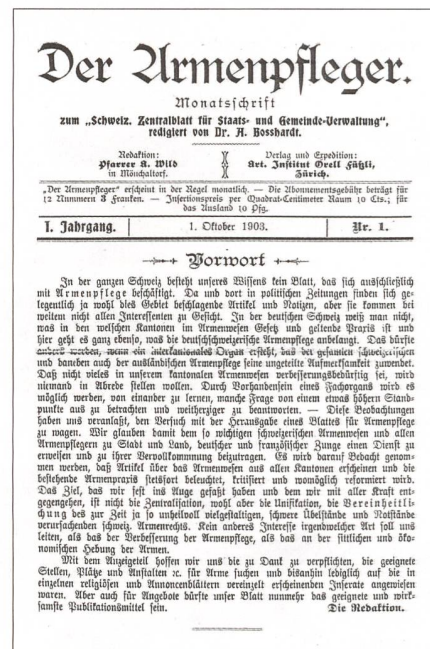 Der Armenpfleger.
Monatsschrift
zum „Schweiz. Zentralblatt für Staats- und Gemeinde-Verwaltung“,
redigiert von Dr. A. Bosshardt.
Redaktion:
Pfarrer A. Wild
in Mönchaltorf.
Verlag und Expedition:
Art. Institut Orell Füßli,
Zürich.
„Der Armenpfleger“ erscheint in der Regel monatlich. — Die Abonnementsgebühr beträgt für
12 Nummern 3 Franken. — Insertionspreis per Quadrat-Centimeter Raum 10 Cts.; für
das Ausland 10 Pfg.
I. Jahrgang. 1. Oktober 1903. Nr. 1.
Vorwort
In der ganzen Schweiz besteht unseres Wissens kein Blatt, das sich ausschließlich
mit Armenpflege beschäftigt. Da und dort in politischen Zeitungen finden sich ge-
legentlich ja wohl dies Gebiet beschlagende Artikel und Notizen, aber sie kommen bei
weitem nicht allen Interessenten zu Gesicht. In der deutschen Schweiz weiß man nicht,
was in den welschen Kantonen im Armenwesen Gesetz und geltende Praxis ist und
hier geht es ganz ebenso, was die deutschschweizerische Armenpflege anbelangt. Das dürfte
anders werden, wenn ein interkantonales Organ ersteht, das der gesamten schweizerischen
und daneben auch der ausländischen Armenpflege seine ungeteilte Aufmerksamkeit zuwendet.
Daß nicht vieles in unserem kantonalen Armenwesen verbesserungsbedürftig sei, wird
niemand in Abrede stellen wollen. Durch Vorhandensein eines Fachorgans wird es
möglich werden, von einander zu lernen, manche Frage von einem etwas höhern Stand-
punkte aus zu betrachten und weitherziger zu beantworten. — Diese Beobachtungen
haben uns veranlaßt, den Versuch mit der Herausgabe eines Blattes für Armenpflege
zu wagen. Wir glauben damit dem so wichtigen schweizerischen Armenwesen und allen
Armenpflegern zu Stadt und Land, deutscher und französischer Zunge einen Dienst zu
erweisen und zu ihrer Vervollkommnung beizutragen. Es wird darauf Bedacht genom-
men werden, daß Artikel über das Armenwesen aus allen Kantonen erscheinen und die
bestehende Armenpraxis stetsfort beleuchtet, kritisiert und womöglich reformiert wird.
Das Ziel, das wir fest ins Auge gefaßt haben und dem wir mit aller Kraft ent-
gegengehen, ist nicht die Zentralisation, wohl aber die Unifikation, die Vereinheitli-
chung des zur Zeit ja so unheilvoll vielgestaltigen, schwere Übelstände und Notstände
verursachenden schweiz. Armenrechts. Kein anderes Interesse irgendwelcher Art soll uns
leiten, als das der Verbesserung der Armenpflege, als das an der sittlichen und öko-
nomischen Hebung der Armen.
Mit dem Anzeigeteil hoffen wir uns die zu Dank zu verpflichten, die geeignete
Stellen, Plätze und Anstalten ꝛc. für Arme suchen und bisanhin lediglich auf die in
einzelnen religiösen und Annoncenblättern vereinzelt erscheinenden Inserate angewiesen
waren. Aber auch für Angebote dürfte unser Blatt nunmehr das geeignete und wirk-
samste Publikationsmittel sein. Die Redaktion.